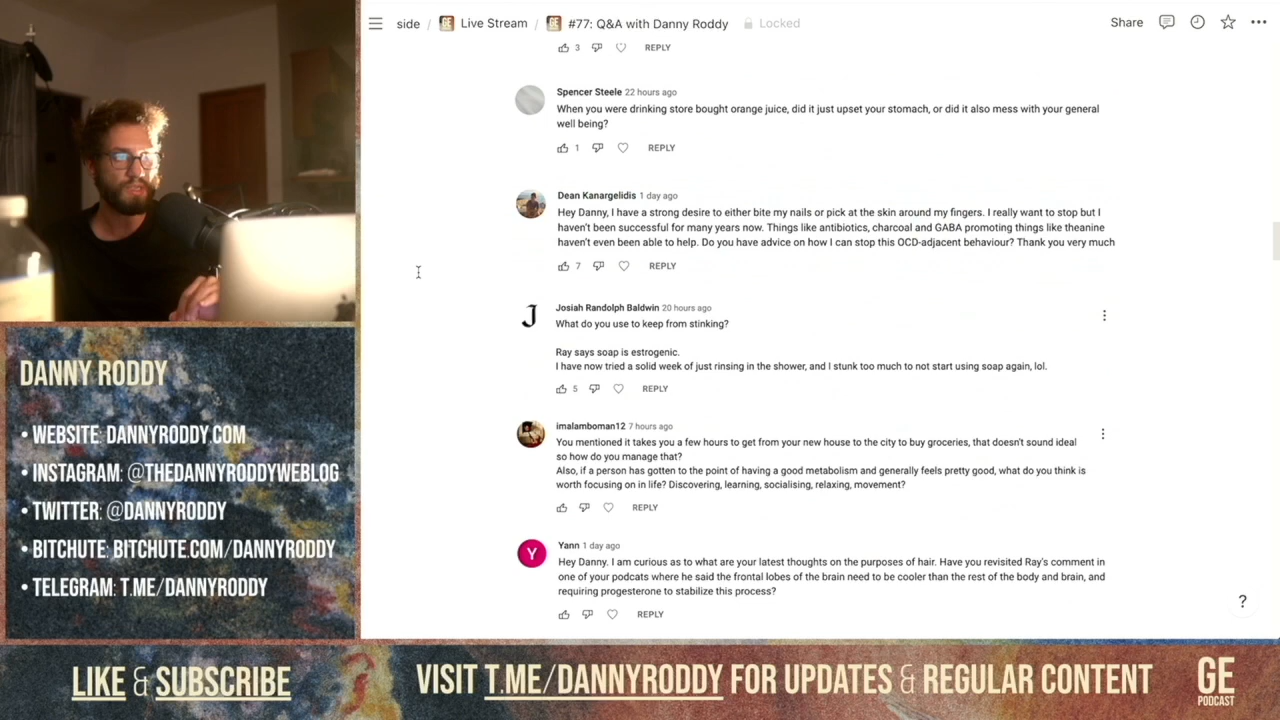 side / Live Stream / #77: Q&A with Danny Roddy Locked Share
3 REPLY
Spencer Steele 22 hours ago
When you were drinking store bought orange juice, did it just upset your stomach, or did it also mess with your general
well being?
1 REPLY
Dean Kanargelidis 1 day ago
Hey Danny, I have a strong desire to either bite my nails or pick at the skin around my fingers. I really want to stop but I
haven't been successful for many years now. Things like antibiotics, charcoal and GABA promoting things like theanine
haven't even been able to help. Do you have advice on how I can stop this OCD-adjacent behaviour? Thank you very much
7 REPLY
J
Josiah Randolph Baldwin 20 hours ago
What do you use to keep from stinking?
Ray says soap is estrogenic.
I have now tried a solid week of just rinsing in the shower, and I stunk too much to not start using soap again, lol.
5 REPLY
imalamboman12 7 hours ago
You mentioned it takes you a few hours to get from your new house to the city to buy groceries, that doesn't sound ideal
so how do you manage that?
Also, if a person has gotten to the point of having a good metabolism and generally feels pretty good, what do you think is
worth focusing on in life? Discovering, learning, socialising, relaxing, movement?
REPLY
Y
Yann 1 day ago
Hey Danny. I am curious as to what are your latest thoughts on the purposes of hair. Have you revisited Ray's comment in
one of your podcats where he said the frontal lobes of the brain need to be cooler than the rest of the body and brain, and
requiring progesterone to stabilize this process?
REPLY
?
DANNY RODDY
• WEBSITE: DANNYRODDY.COM
• INSTAGRAM: @THEDANNYRODDYWEBLOG
• TWITTER: @DANNYRODDY
• BITCHUTE: BITCHUTE.COM/DANNYRODDY
• TELEGRAM: T.ME/DANNYRODDY
LIKE & SUBSCRIBE
VISIT T.ME/DANNYRODDY FOR UPDATES & REGULAR CONTENT
GE
PODCAST